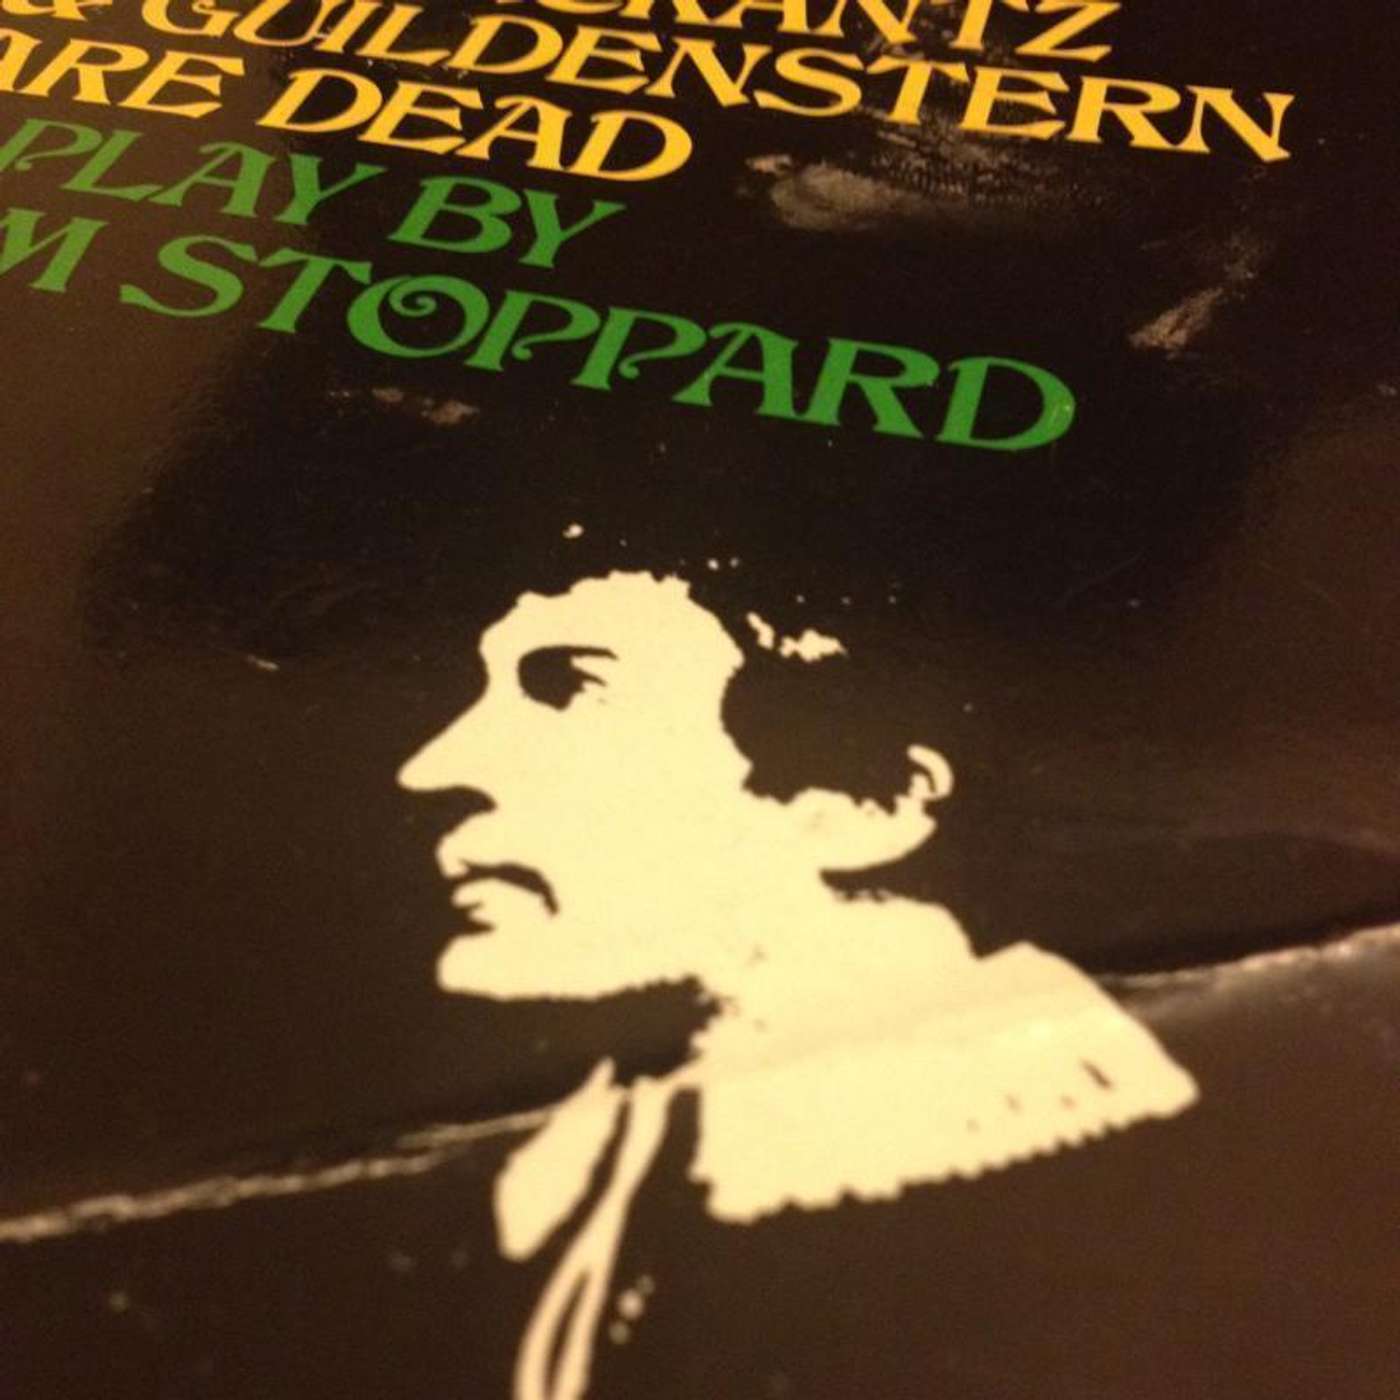 & GUILDENSTERN
ARE DEAD
PLAY BY
STOPPARD